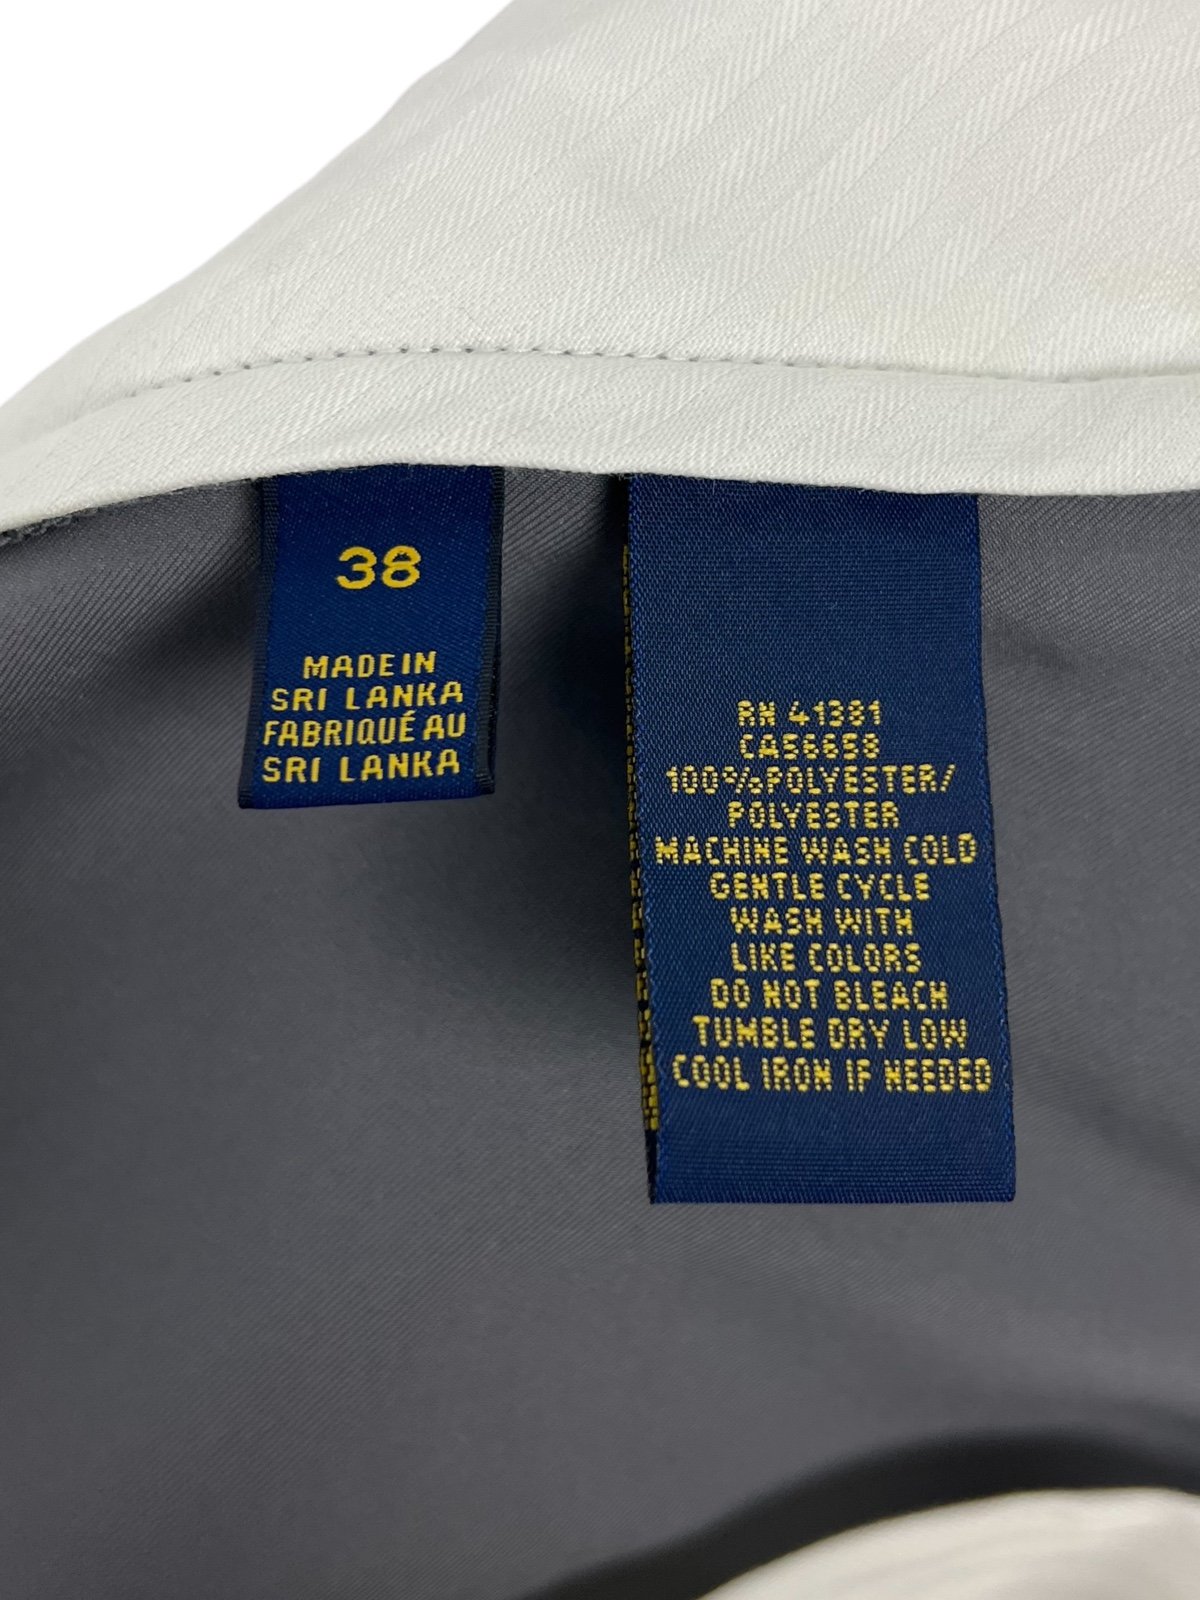 38
MADE IN
SRI LANKA
FABRIQUÉ AU
SRI LANKA
RN 41381
CA56658
100%POLYESTER/
POLYESTER
MACHINE WASH COLD
GENTLE CYCLE
WASH WITH
LIKE COLORS
DO NOT BLEACH
TUMBLE DRY LOW
COOL IRON IF NEEDED